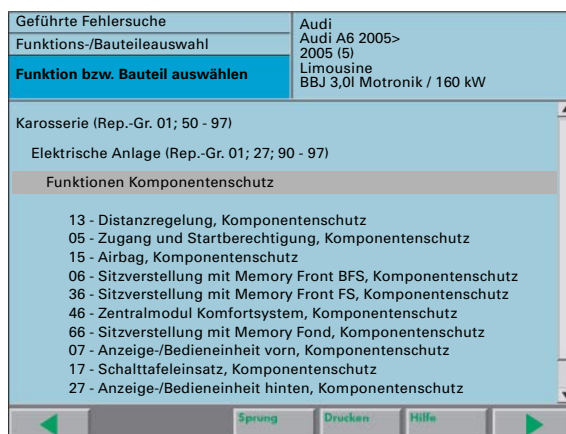 Geführte Fehlersuche
Funktions-/Bauteileauswahl
Funktion bzw. Bauteil auswählen
Audi
Audi A6 2005>
2005 (5)
Limousine
BBJ 3,0l Motronik / 160 kW
Karosserie (Rep.-Gr. 01; 50 - 97)
Elektrische Anlage (Rep.-Gr. 01; 27; 90 - 97)
Funktionen Komponentenschutz
13 - Distanzregelung, Komponentenschutz
05 - Zugang und Startberechtigung, Komponentenschutz
15 - Airbag, Komponentenschutz
06 - Sitzverstellung mit Memory Front BFS, Komponentenschutz
36 - Sitzverstellung mit Memory Front FS, Komponentenschutz
46 - Zentralmodul Komfortsystem, Komponentenschutz
66 - Sitzverstellung mit Memory Fond, Komponentenschutz
07 - Anzeige-/Bedieneinheit vorn, Komponentenschutz
17 - Schalttafeleinsatz, Komponentenschutz
27 - Anzeige-/Bedieneinheit hinten, Komponentenschutz
Sprung Drucken Hilfe